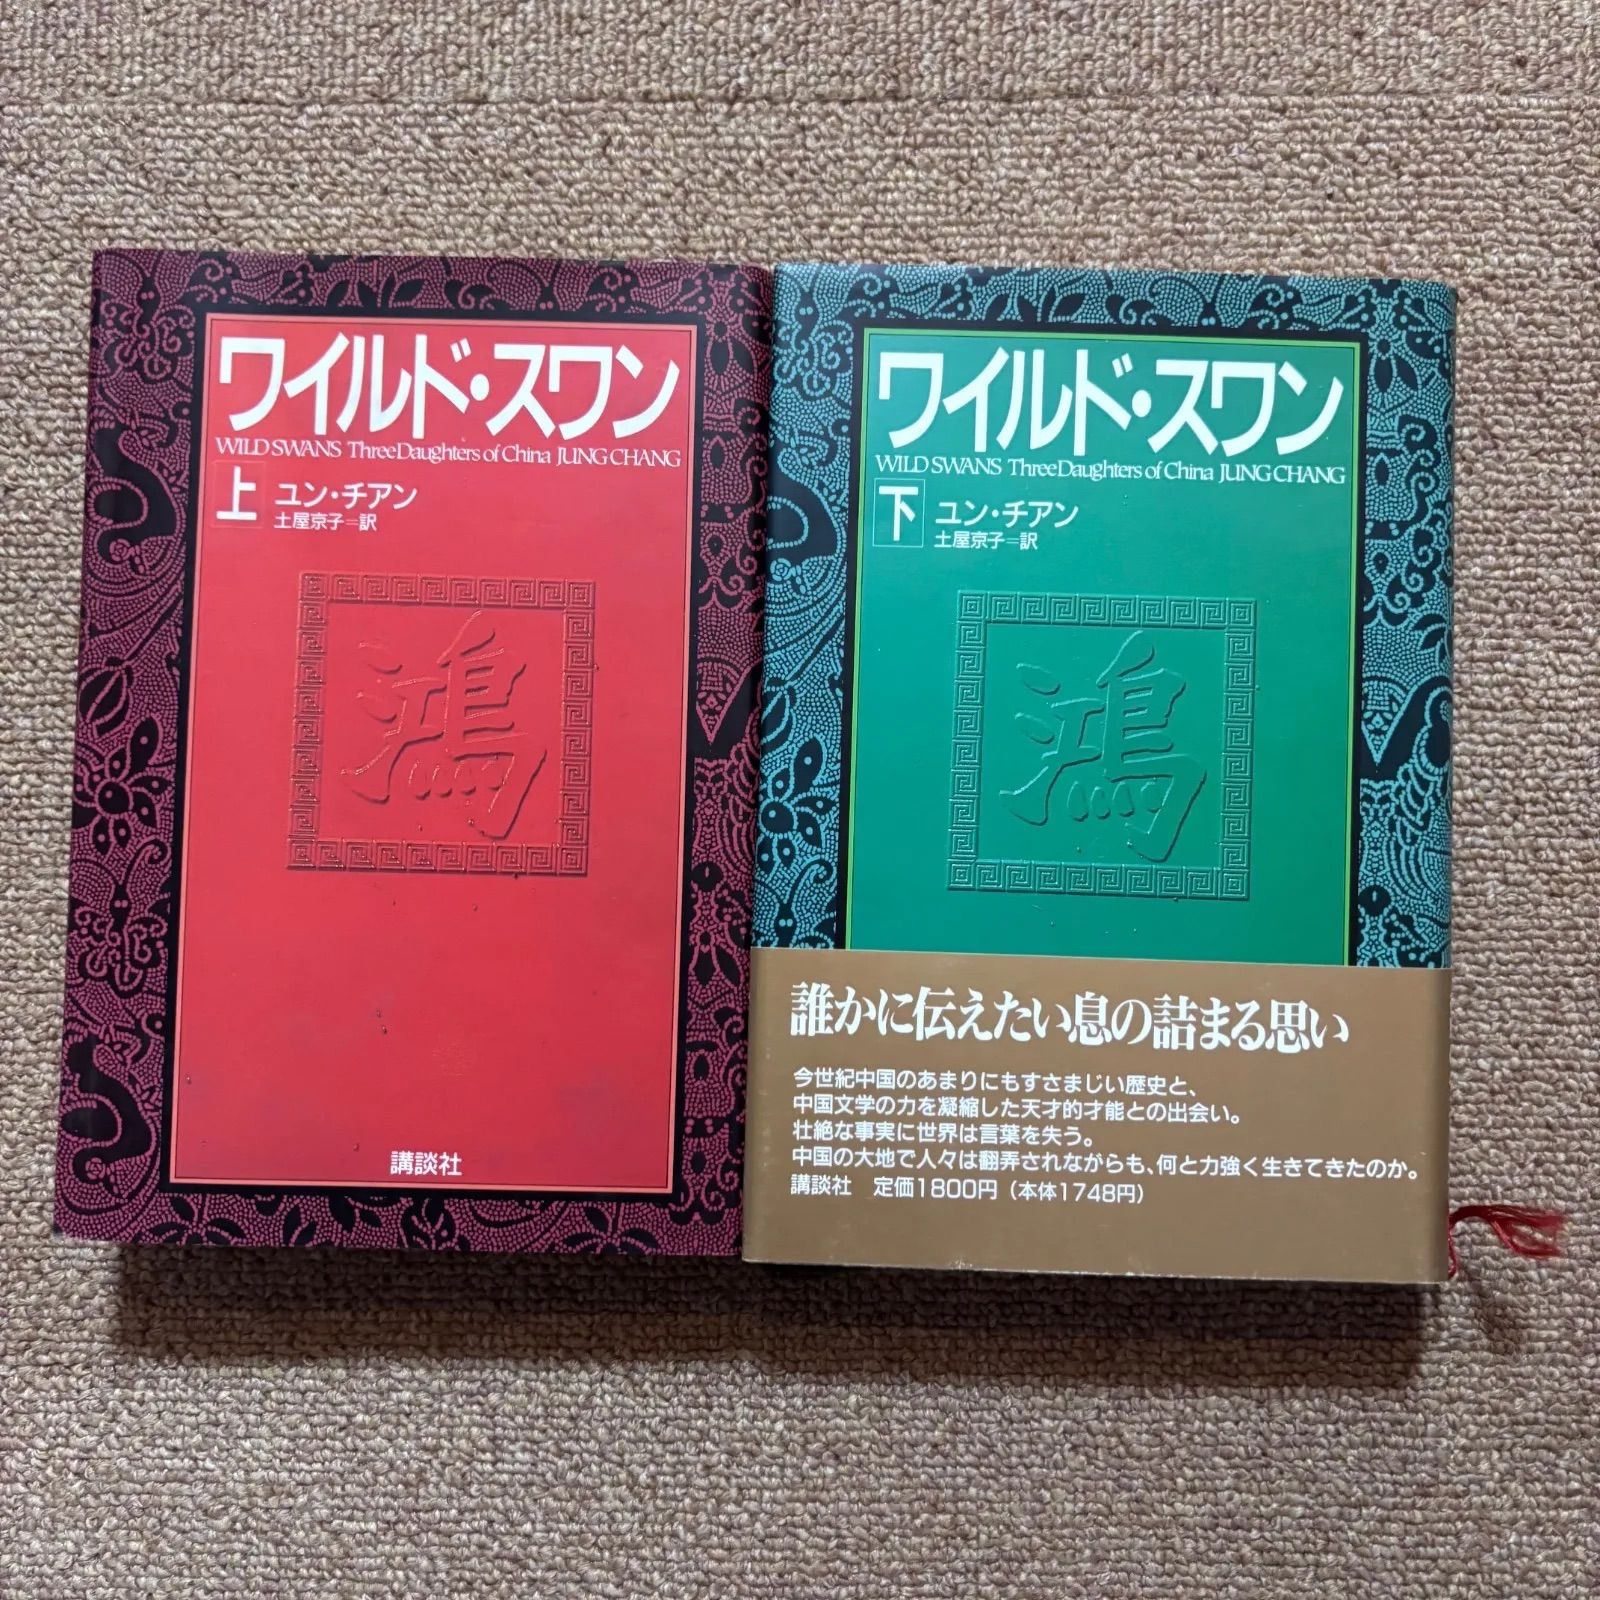 ワイルド・スワン
WILD SWANS Three Daughters of China JUNG CHANG
上
ユン・チアン
土屋京子=訳
鴻
講談社
ワイルド・スワン
WILD SWANS Three Daughters of China JUNG CHANG
下
ユン・チアン
土屋京子=訳
鴻
誰かに伝えたい息の詰まる思い
今世紀中国のあまりにもすさまじい歴史と、
中国文学の力を凝縮した天才的才能との出会い。
壮絶な事実に世界は言葉を失う。
中国の大地で人々は翻弄されながらも、何と力強く生きてきたのか。
講談社 定価1800円(本体1748円)